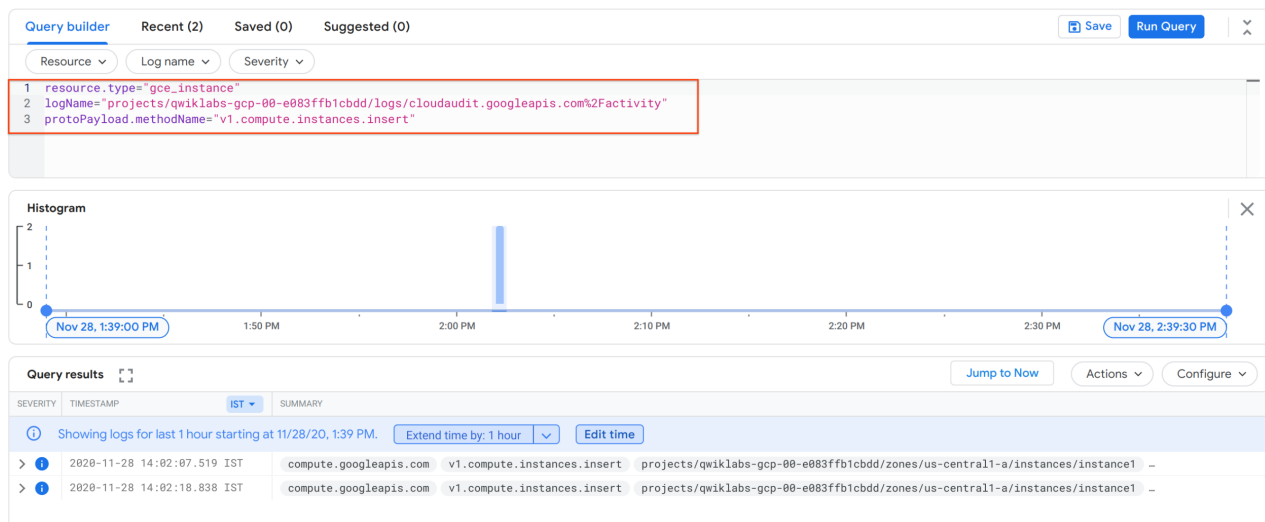 Query builder Recent (2) Saved (0) Suggested (0) Save Run Query
Resource Log name Severity
1 resource.type="gce_instance"
2 logName="projects/qwiklabs-gcp-00-e083ffb1cbdd/logs/cloudaudit.googleapis.com%2Factivity"
3 protoPayload.methodName="v1.compute.instances.insert"
Histogram
2
1
0
Nov 28, 1:39:00 PM 1:50 PM 2:00 PM 2:10 PM 2:20 PM 2:30 PM Nov 28, 2:39:30 PM
Query results Jump to Now Actions Configure
SEVERITY TIMESTAMP IST SUMMARY
Showing logs for last 1 hour starting at 11/28/20, 1:39 PM. Extend time by: 1 hour Edit time
2020-11-28 14:02:07.519 IST compute.googleapis.com v1.compute.instances.insert projects/qwiklabs-gcp-00-e083ffb1cbdd/zones/us-central1-a/instances/instance1 …
2020-11-28 14:02:18.838 IST compute.googleapis.com v1.compute.instances.insert projects/qwiklabs-gcp-00-e083ffb1cbdd/zones/us-central1-a/instances/instance1 …